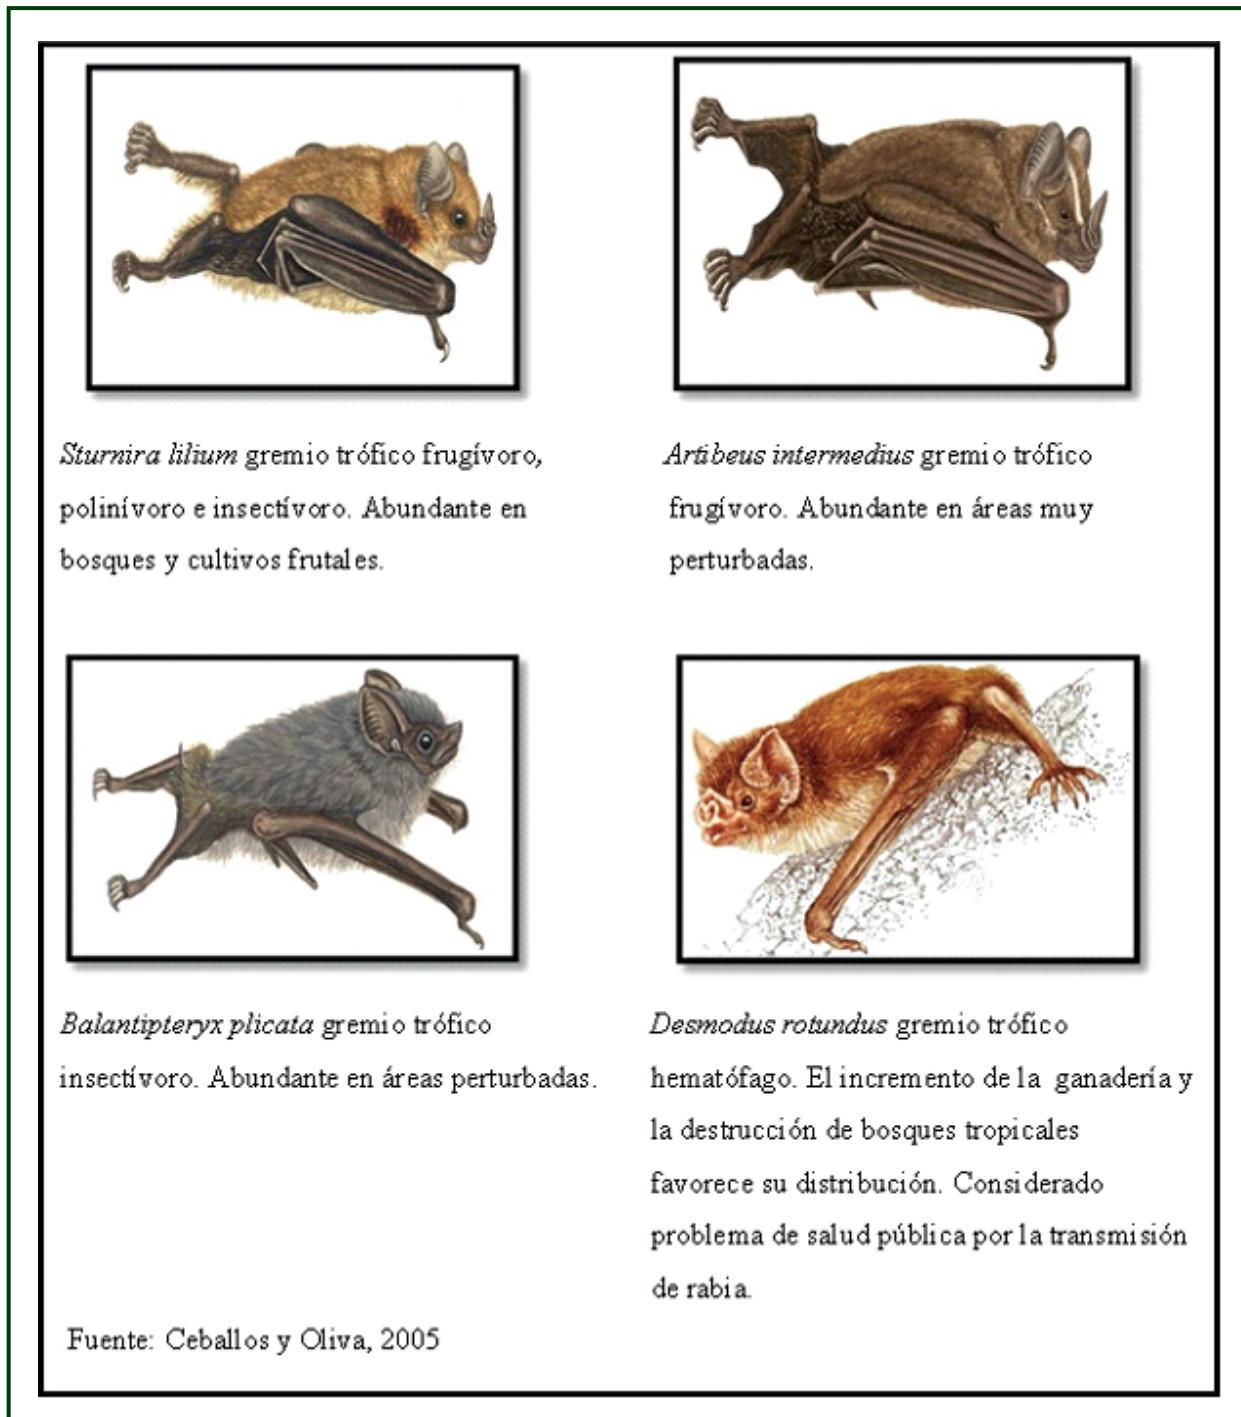 Sturnira lilium gremio trófico frugívoro,
polinívoro e insectívoro. Abundante en
bosques y cultivos frutales.
Artibeus intermedius gremio trófico
frugívoro. Abundante en áreas muy
perturbadas.
Balantipteryx plicata gremio trófico
insectívoro. Abundante en áreas perturbadas.
Desmodus rotundus gremio trófico
hematófago. El incremento de la ganadería y
la destrucción de bosques tropicales
favorece su distribución. Considerado
problema de salud pública por la transmisión
de rabia.
Fuente: Ceballos y Oliva, 2005